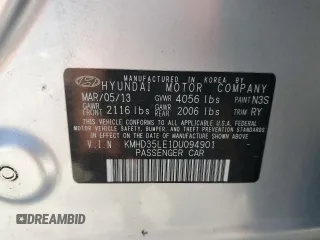 MANUFACTURED IN KOREA BY
HYUNDAI MOTOR COMPANY
MAR/05/13 GVWR 4056 lbs PAINT N3S
GAWR FRONT 2116 lbs GAWR REAR 2006 lbs TRIM RY
THIS VEHICLE CONFORMS TO ALL APPLICABLE U.S.A. FEDERAL
MOTOR VEHICLE SAFETY, BUMPER, AND THEFT PREVENTION
STANDARDS IN EFFECT ON THE DATE OF MANUFACTURE SHOWN ABOVE.
V.I.N KMHD35LE1DU094901
PASSENGER CAR
@DREAMBID